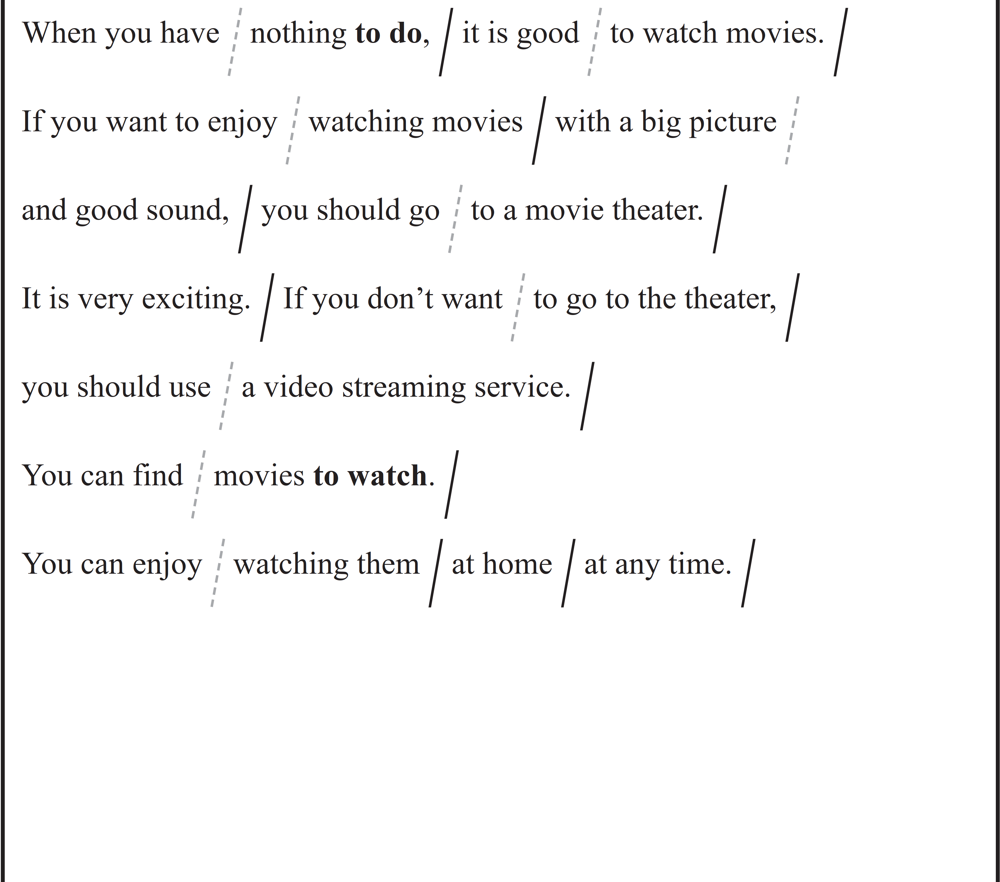 When you have / nothing to do, / it is good / to watch movies. /
If you want to enjoy / watching movies / with a big picture /
and good sound, / you should go / to a movie theater. /
It is very exciting. / If you don’t want / to go to the theater, /
you should use / a video streaming service. /
You can find / movies to watch. /
You can enjoy / watching them / at home / at any time. /